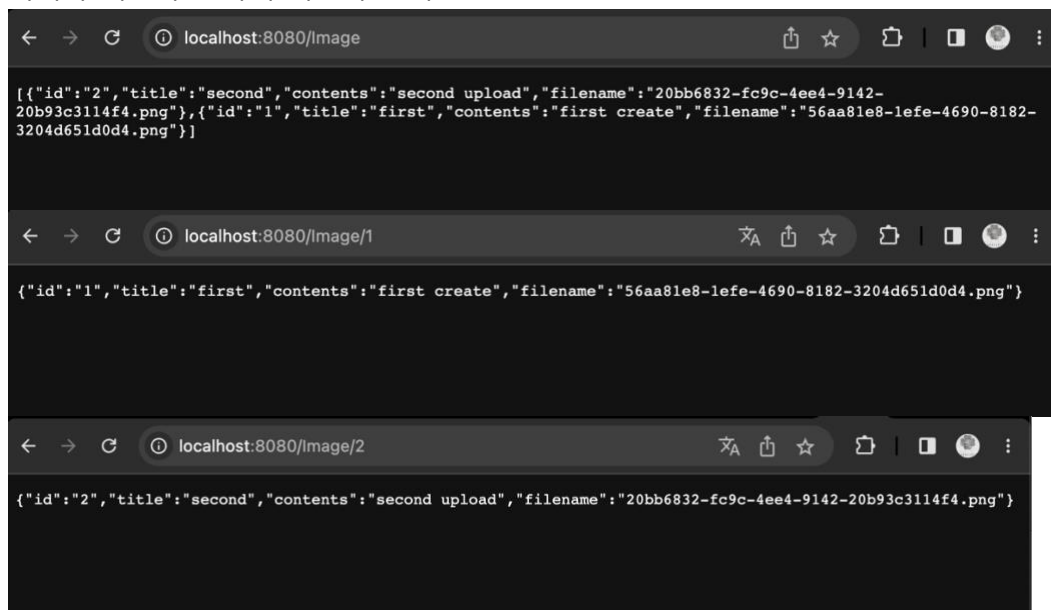 localhost:8080/Image
[{"id":"2","title":"second","contents":"second upload","filename":"20bb6832-fc9c-4ee4-9142-
20b93c3114f4.png"},{"id":"1","title":"first","contents":"first create","filename":"56aa81e8-1efe-4690-8182-
3204d651d0d4.png"}]
localhost:8080/Image/1
{"id":"1","title":"first","contents":"first create","filename":"56aa81e8-1efe-4690-8182-3204d651d0d4.png"}
localhost:8080/Image/2
{"id":"2","title":"second","contents":"second upload","filename":"20bb6832-fc9c-4ee4-9142-20b93c3114f4.png"}